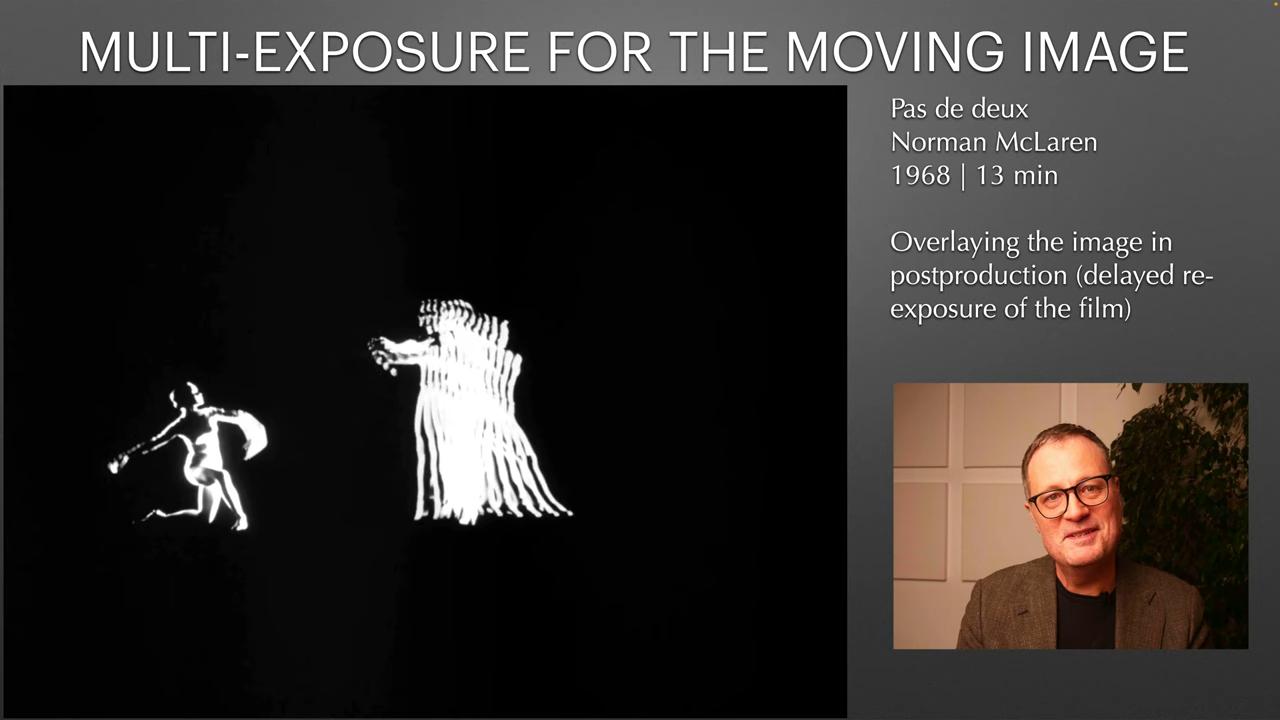 MULTI-EXPOSURE FOR THE MOVING IMAGE
Pas de deux
Norman McLaren
1968 | 13 min
Overlaying the image in
postproduction (delayed re-
exposure of the film)